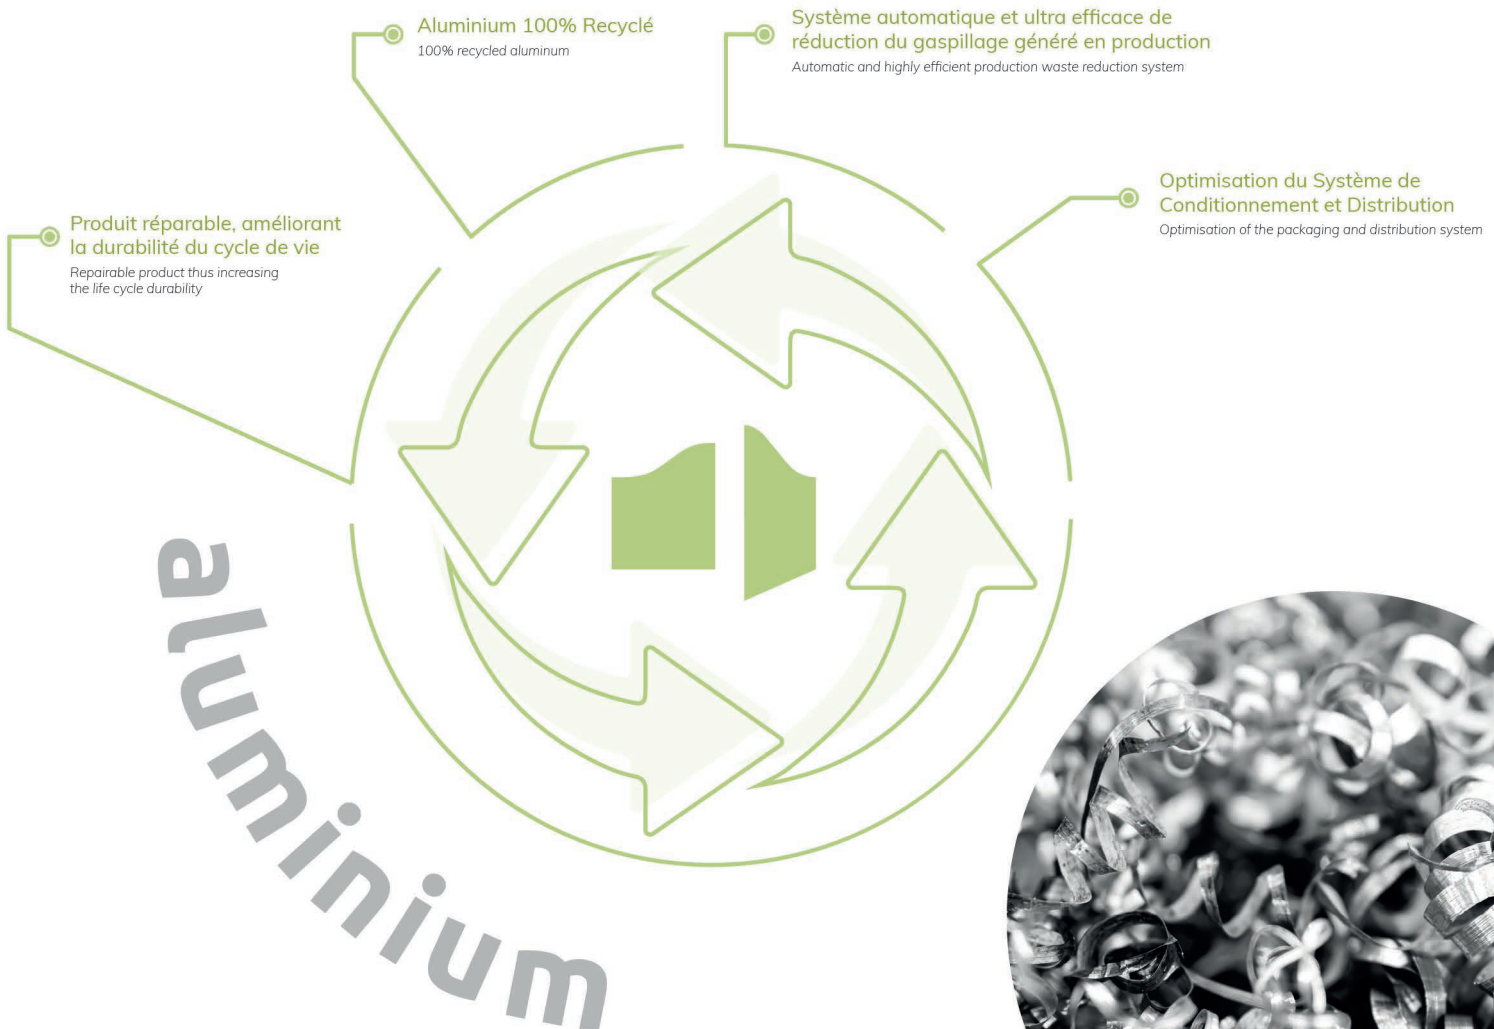 Aluminium 100% Recyclé
100% recycled aluminum
Système automatique et ultra efficace de
réduction du gaspillage généré en production
Automatic and highly efficient production waste reduction system
Optimisation du Système de
Conditionnement et Distribution
Optimisation of the packaging and distribution system
Produit réparable, améliorant
la durabilité du cycle de vie
Repairable product thus increasing
the life cycle durability
aluminium